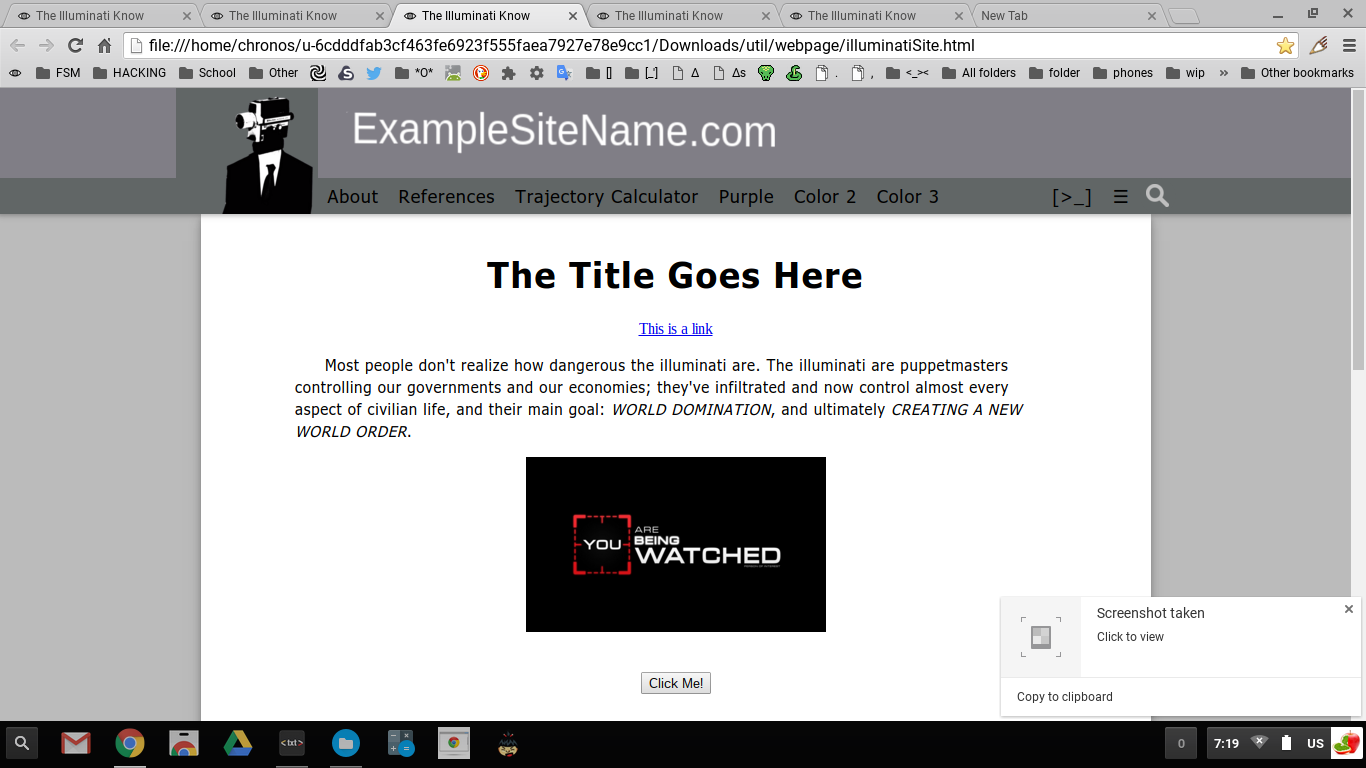 The Illuminati Know
The Illuminati Know
The Illuminati Know
The Illuminati Know
The Illuminati Know
New Tab
file:///home/chronos/u-6cdddfab3cf463fe6923f555faea7927e78e9cc1/Downloads/util/webpage/illuminatiSite.html
FSM HACKING School Other *O* [] [_] Δ Δs . , <_>< All folders folder phones wip » Other bookmarks
ExampleSiteName.com
About References Trajectory Calculator Purple Color 2 Color 3 [>_] ☰
The Title Goes Here
This is a link
Most people don't realize how dangerous the illuminati are. The illuminati are puppetmasters
controlling our governments and our economies; they've infiltrated and now control almost every
aspect of civilian life, and their main goal: WORLD DOMINATION, and ultimately CREATING A NEW
WORLD ORDER.
YOU
ARE
BEING
WATCHED
Click Me!
Screenshot taken
Click to view
Copy to clipboard
<txt>
0 7:19 US